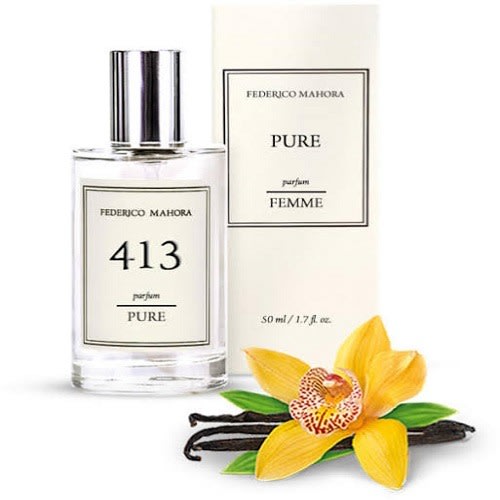 FEDERICO MAHORA
413
parfum
PURE
FEDERICO MAHORA
PURE
parfum
FEMME
50 ml / 1.7 fl. oz.